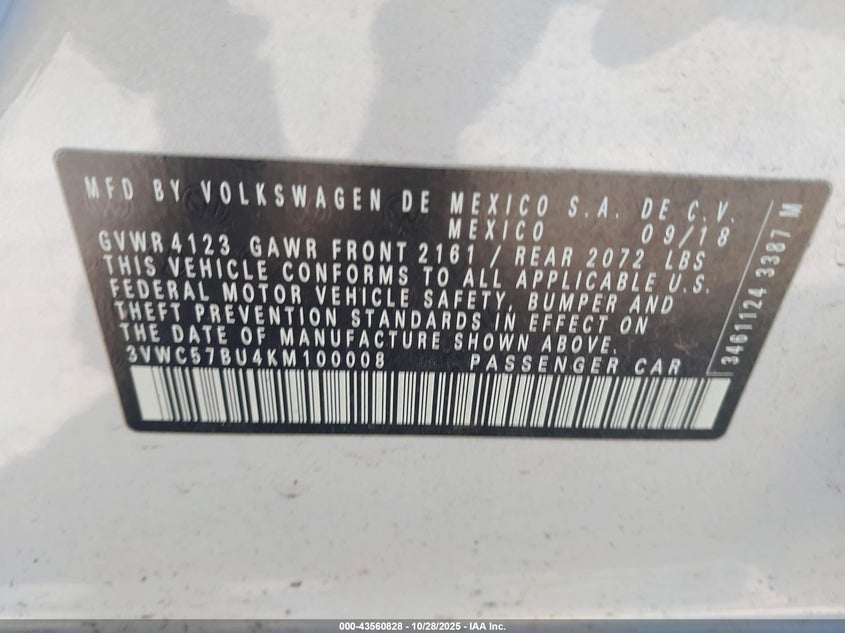 MFD BY VOLKSWAGEN DE MEXICO S.A. DE C.V.
MEXICO 09/18
GVWR 4123 GAWR FRONT 2161 / REAR 2072 LBS
THIS VEHICLE CONFORMS TO ALL APPLICABLE U.S.
FEDERAL MOTOR VEHICLE SAFETY, BUMPER AND
THEFT PREVENTION STANDARDS IN EFFECT ON
THE DATE OF MANUFACTURE SHOWN ABOVE.
3VWC57BU4KM100008 PASSENGER CAR
3461124 3387 M
000-43560828 - 10/28/2025 - IAA Inc.